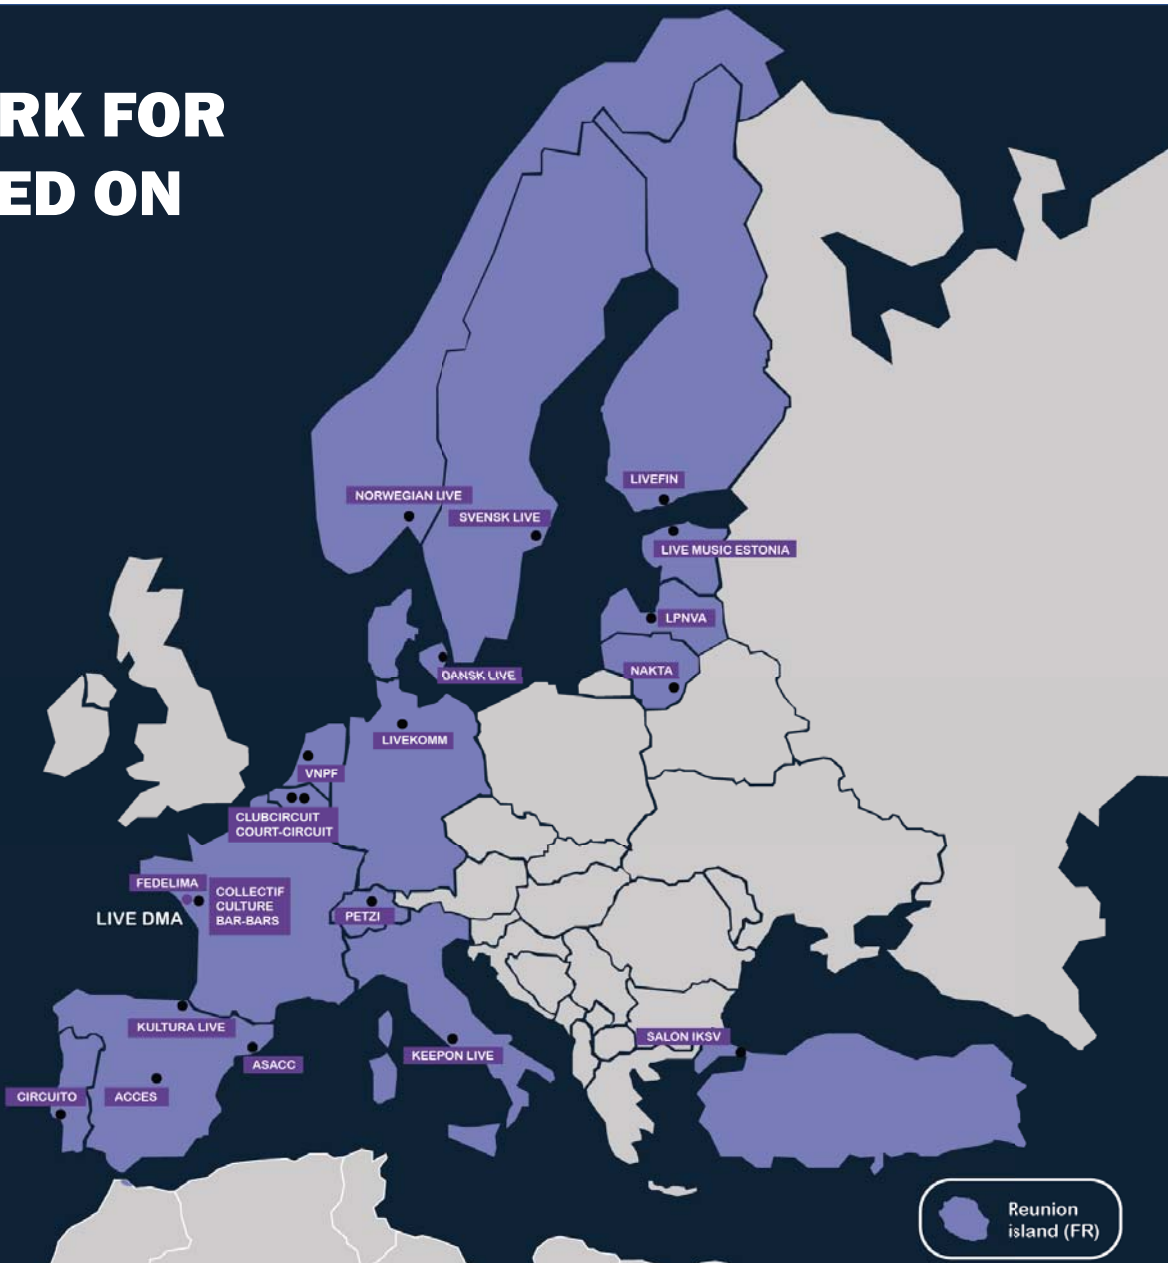 RK FOR
ED ON
LIVEFIN
NORWEGIAN LIVE
SVENSK LIVE
LIVE MUSIC ESTONIA
LPNVA
NAKTA
DANSK LIVE
LIVEKOMM
VNPF
CLUBCIRCUIT
COURT-CIRCUIT
FEDELIMA
COLLECTIF
CULTURE
BAR-BARS
LIVE DMA
PETZI
KULTURA LIVE
SALON IKSV
KEEPON LIVE
ASACC
CIRCUITO
ACCES
Reunion
island (FR)